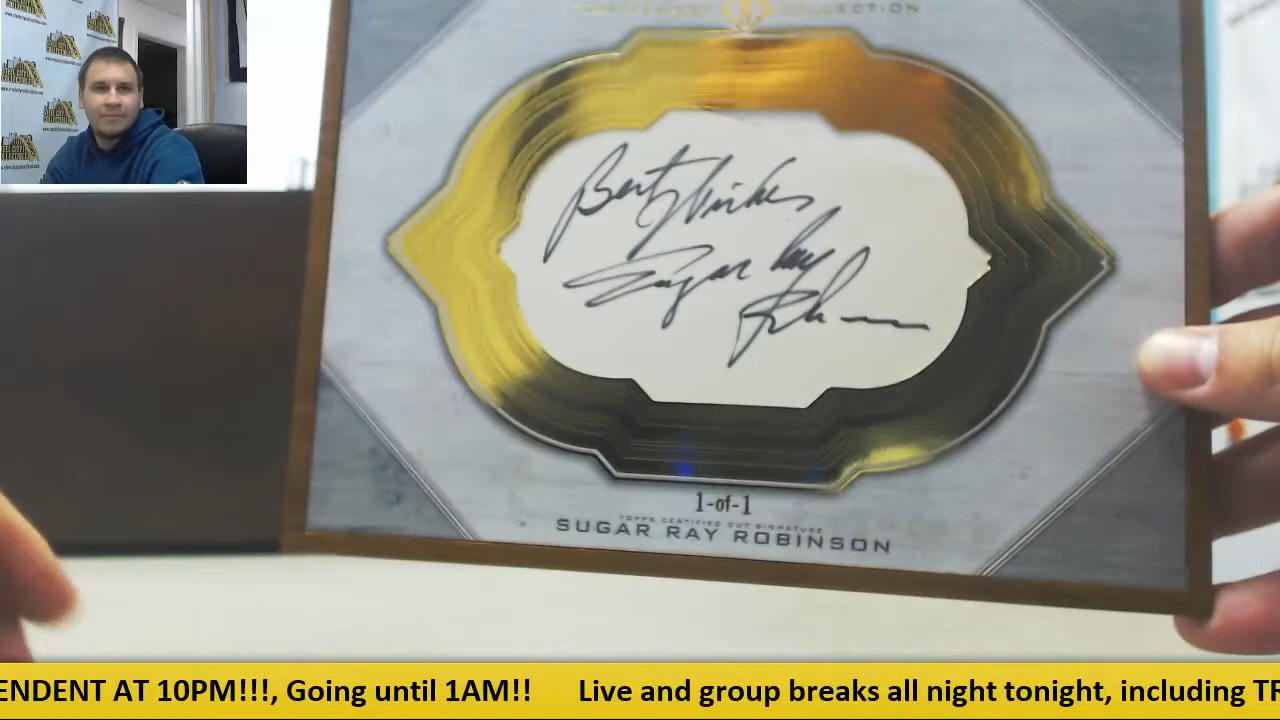 COLLECTION
Best Wishes
Sugar Ray
Robinson
1-of-1
TOPPS CERTIFIED CUT SIGNATURE
SUGAR RAY ROBINSON
ENDENT AT 10PM!!!, Going until 1AM!! Live and group breaks all night tonight, including TR